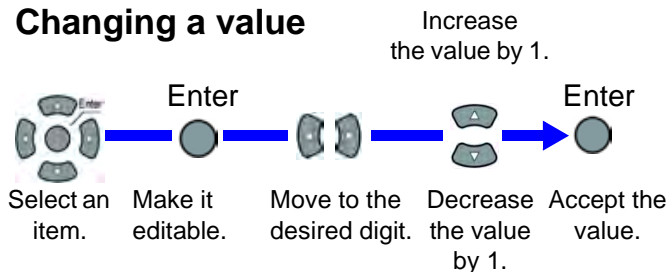 Changing a value
Increase
the value by 1.
Enter
Enter
Enter
Select an
item.
Make it
editable.
Move to the
desired digit.
Decrease
the value
by 1.
Accept the
value.